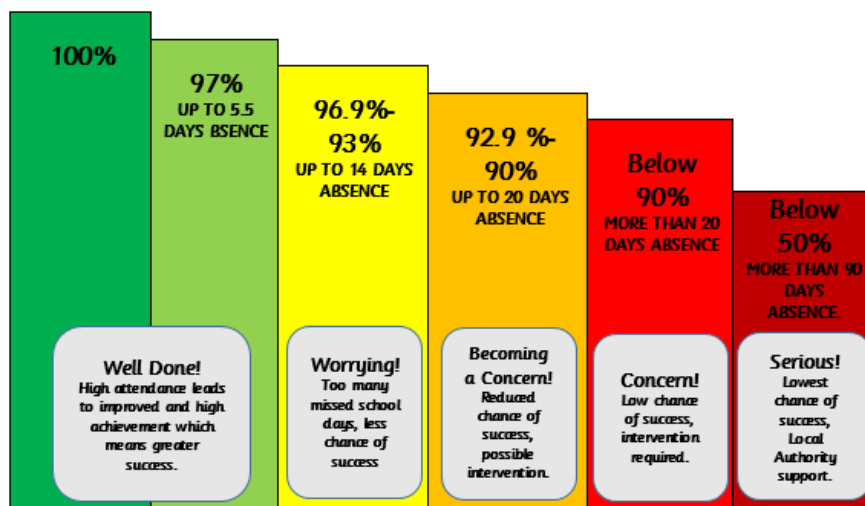 100%
97%
UP TO 5.5
DAYS BSENCE
96.9%-
93%
UP TO 14 DAYS
ABSENCE
92.9 %-
90%
UP TO 20 DAYS
ABSENCE
Below
90%
MORE THAN 20
DAYS ABSENCE
Below
50%
MORE THAN 90
DAYS
ABSENCE.
Well Done!
High attendance leads
to improved and high
achievement which
means greater
success.
Worrying!
Too many
missed school
days, less
chance of
success
Becoming
a Concern!
Reduced
chance of
success,
possible
intervention.
Concern!
Low chance
of success,
intervention
required.
Serious!
Lowest
chance of
success,
Local
Authority
support.